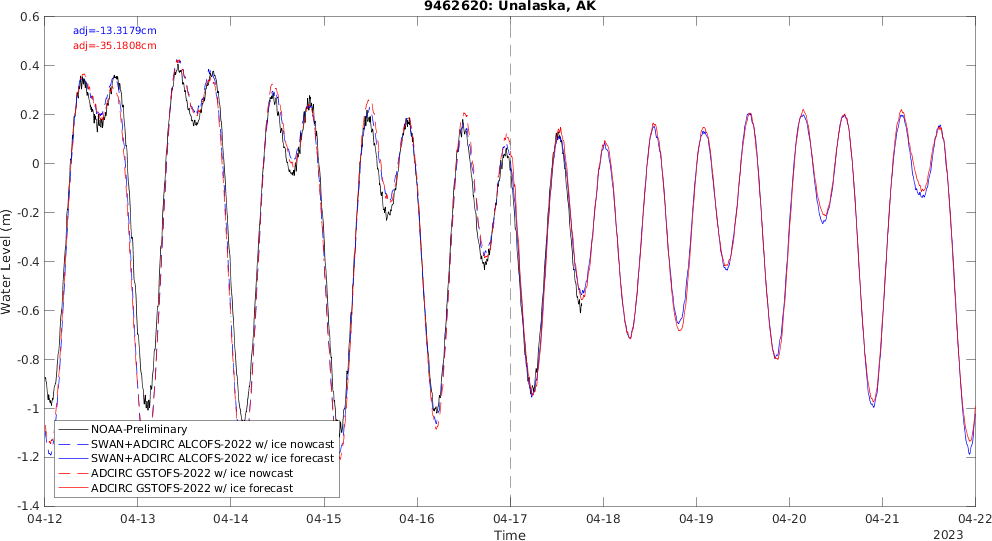 9462620: Unalaska, AK
adj=-13.3179cm
adj=-35.1808cm
0.6
0.4
0.2
0
-0.2
-0.4
-0.6
-0.8
-1
-1.2
-1.4
Water Level (m)
NOAA-Preliminary
SWAN+ADCIRC ALCOFS-2022 w/ ice nowcast
SWAN+ADCIRC ALCOFS-2022 w/ ice forecast
ADCIRC GSTOFS-2022 w/ ice nowcast
ADCIRC GSTOFS-2022 w/ ice forecast
04-12 04-13 04-14 04-15 04-16 04-17 04-18 04-19 04-20 04-21 04-22
Time
2023